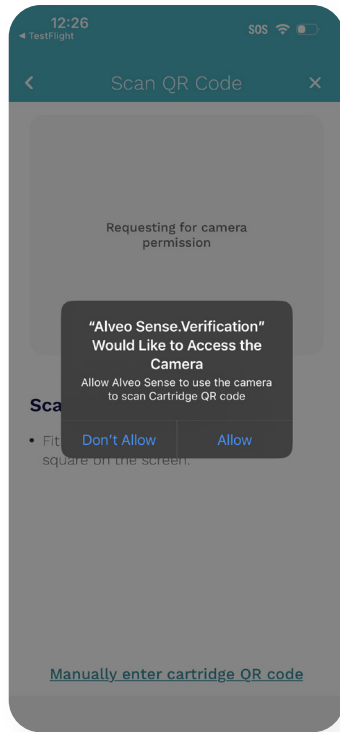 12:26
SOS
◄ TestFlight
Scan QR Code
Requesting for camera
permission
“Alveo Sense.Verification”
Would Like to Access the
Camera
Allow Alveo Sense to use the camera
to scan Cartridge QR code
Don’t Allow
Allow
Sca
• Fit
square on the screen.
Manually enter cartridge QR code